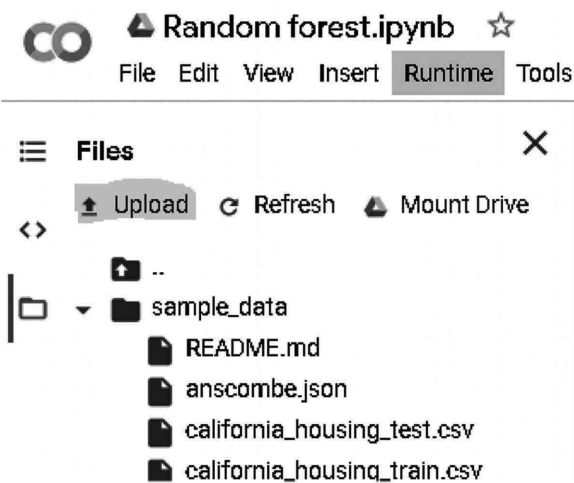 CO Random forest.ipynb
File Edit View Insert Runtime Tools
Files
Upload Refresh Mount Drive
..
sample_data
README.md
anscombe.json
california_housing_test.csv
california_housing_train.csv